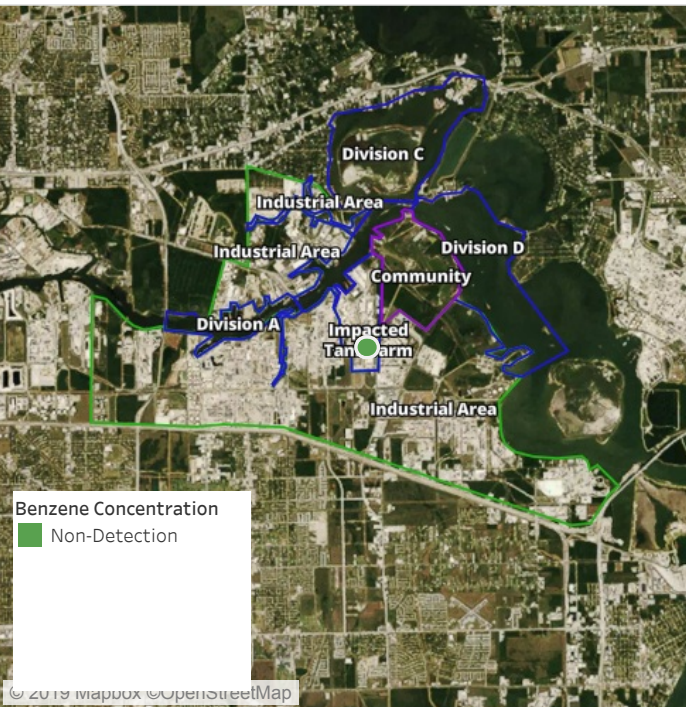 Division C
Industrial Area
Division D
Industrial Area
Community
Division A
Impacted
Tank Farm
Industrial Area
Benzene Concentration
Non-Detection
© 2019 Mapbox ©OpenStreetMap